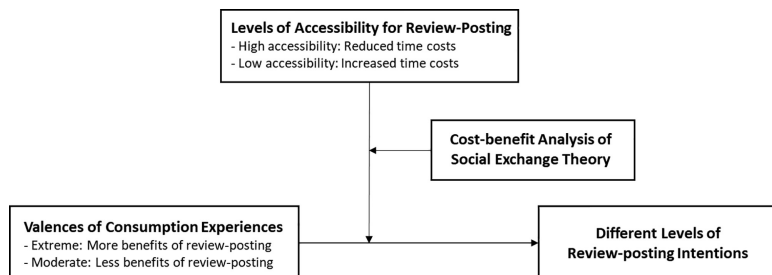 Levels of Accessibility for Review-Posting
- High accessibility: Reduced time costs
- Low accessibility: Increased time costs
Cost-benefit Analysis of
Social Exchange Theory
Valences of Consumption Experiences
- Extreme: More benefits of review-posting
- Moderate: Less benefits of review-posting
Different Levels of
Review-posting Intentions